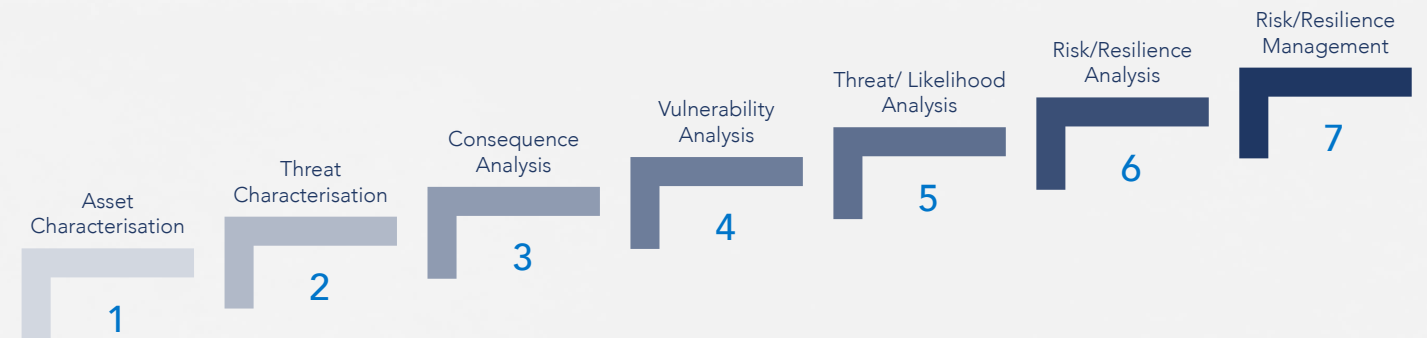 Asset
Characterisation
1
Threat
Characterisation
2
Consequence
Analysis
3
Vulnerability
Analysis
4
Threat/ Likelihood
Analysis
5
Risk/Resilience
Analysis
6
Risk/Resilience
Management
7